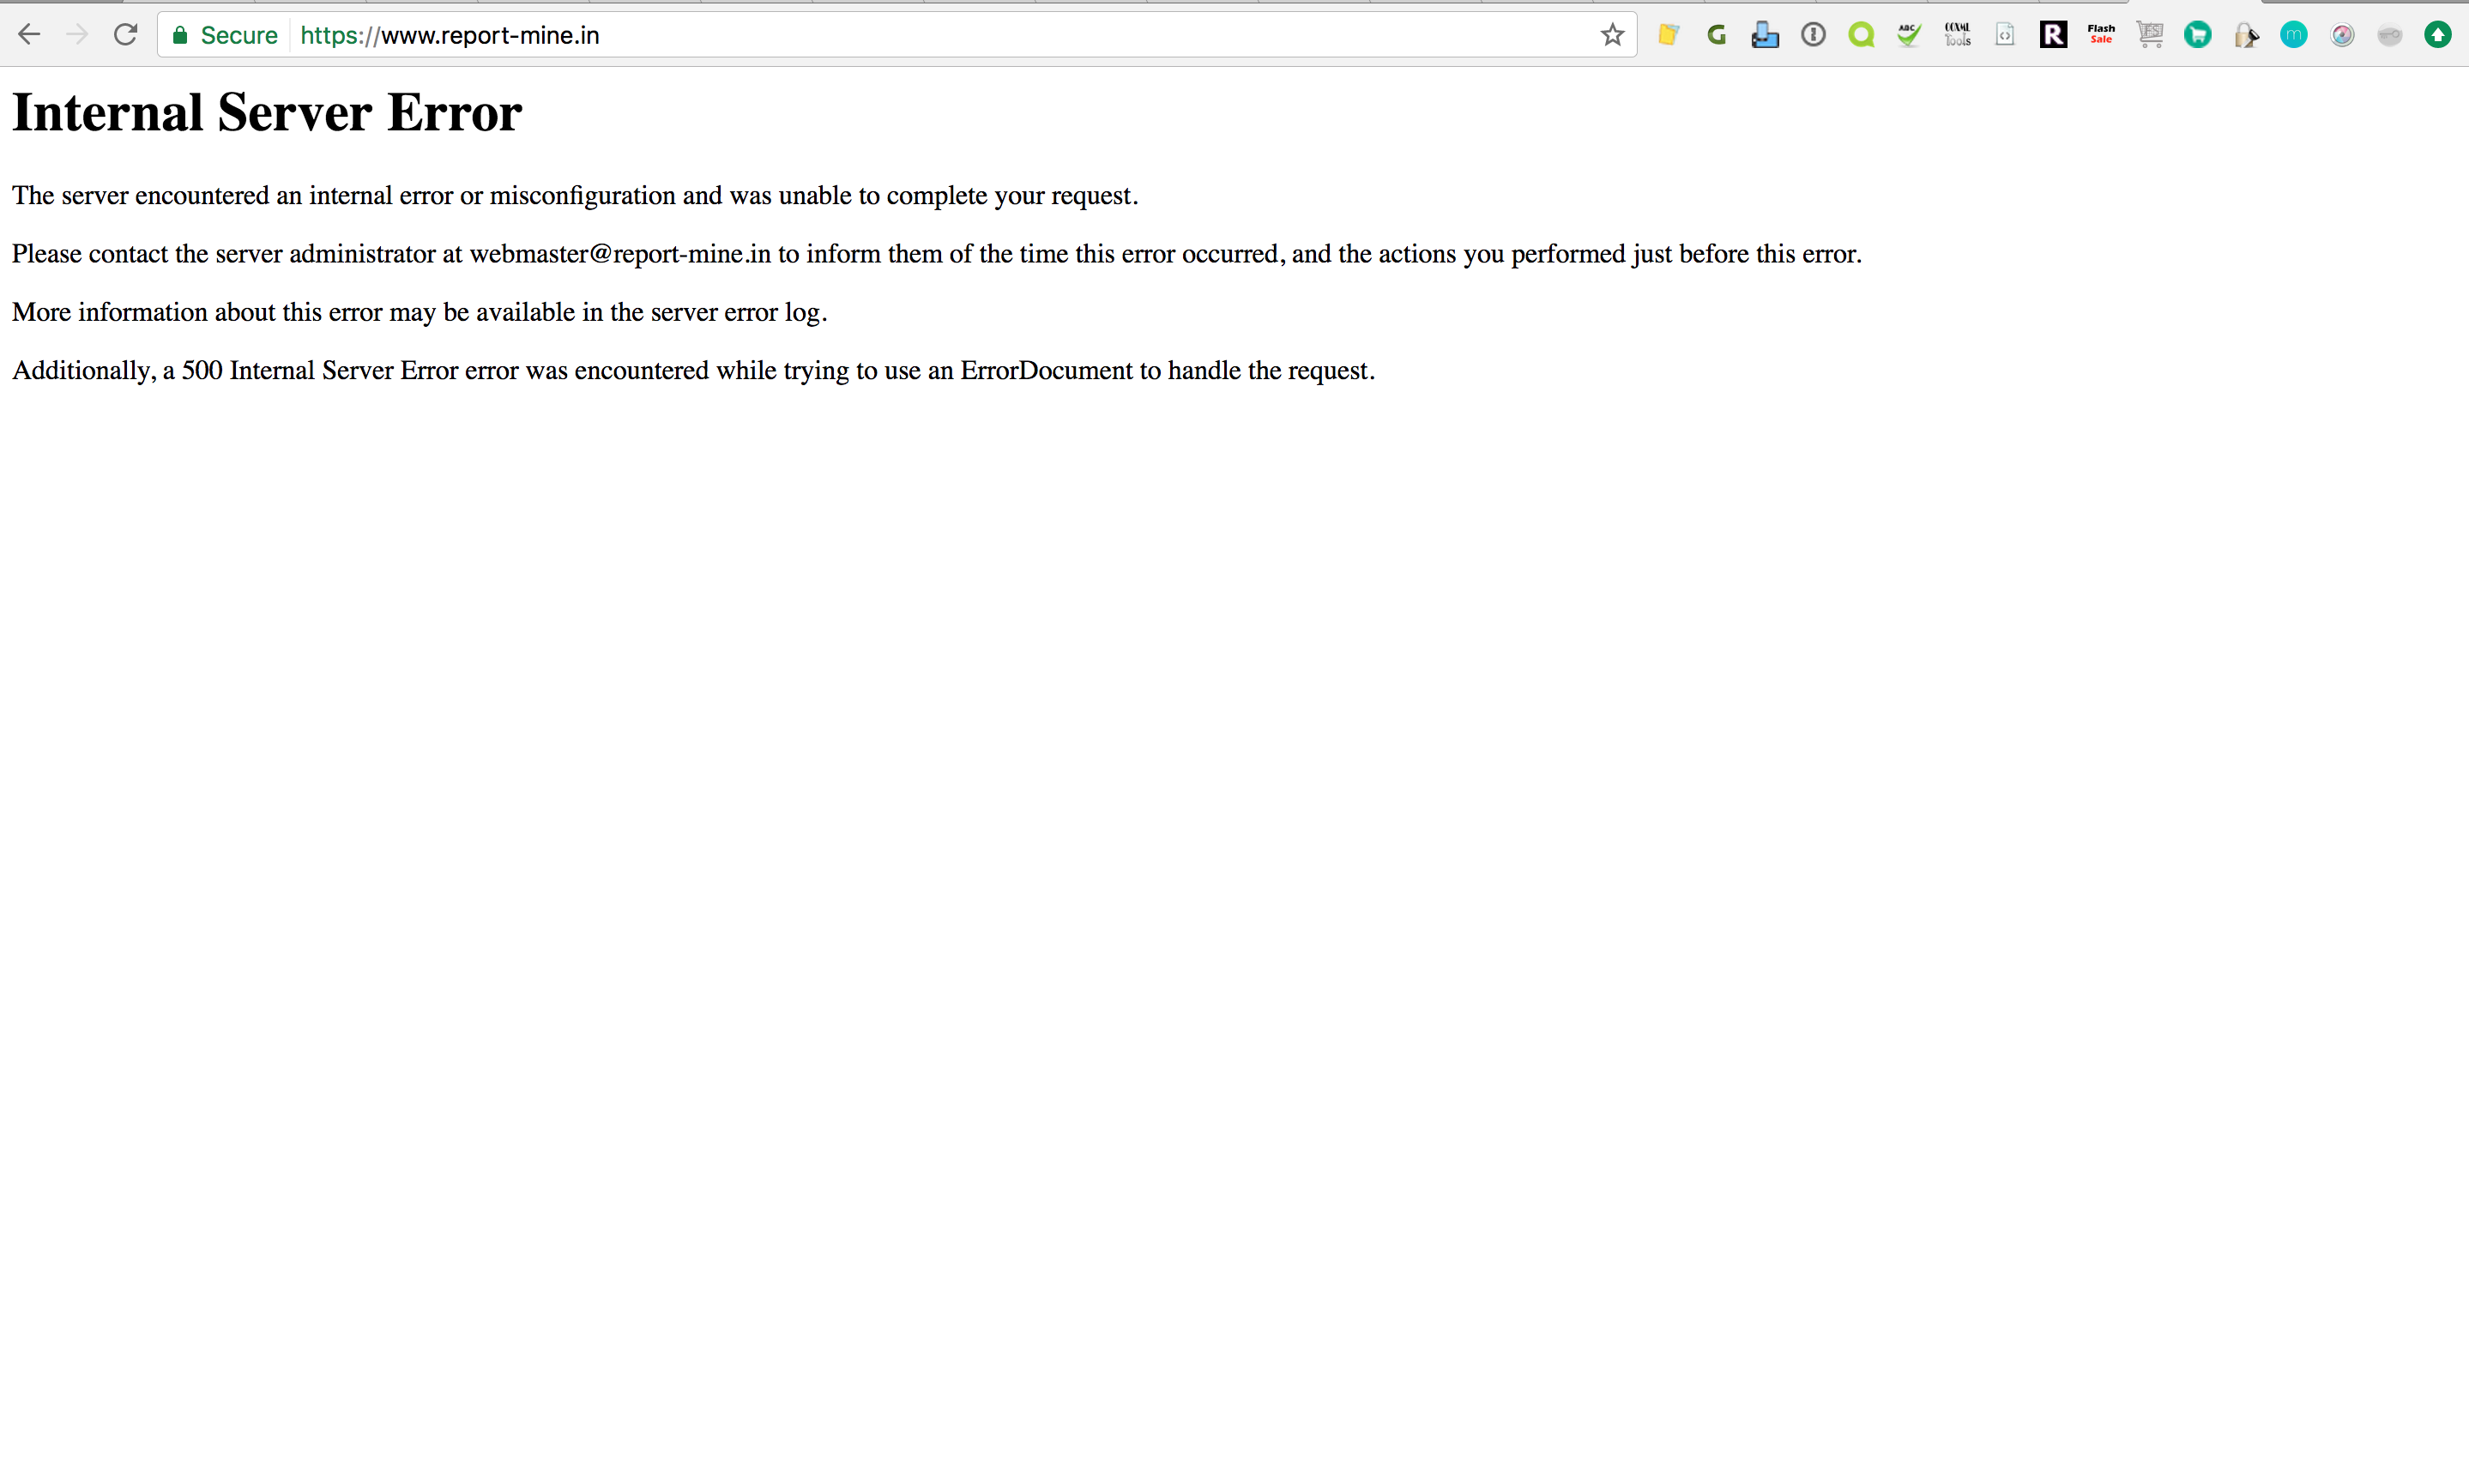 Secure https://www.report-mine.in
G ABC CCXML Tools R Flash Sale EST m
Internal Server Error
The server encountered an internal error or misconfiguration and was unable to complete your request.
Please contact the server administrator at webmaster@report-mine.in to inform them of the time this error occurred, and the actions you performed just before this error.
More information about this error may be available in the server error log.
Additionally, a 500 Internal Server Error error was encountered while trying to use an ErrorDocument to handle the request.